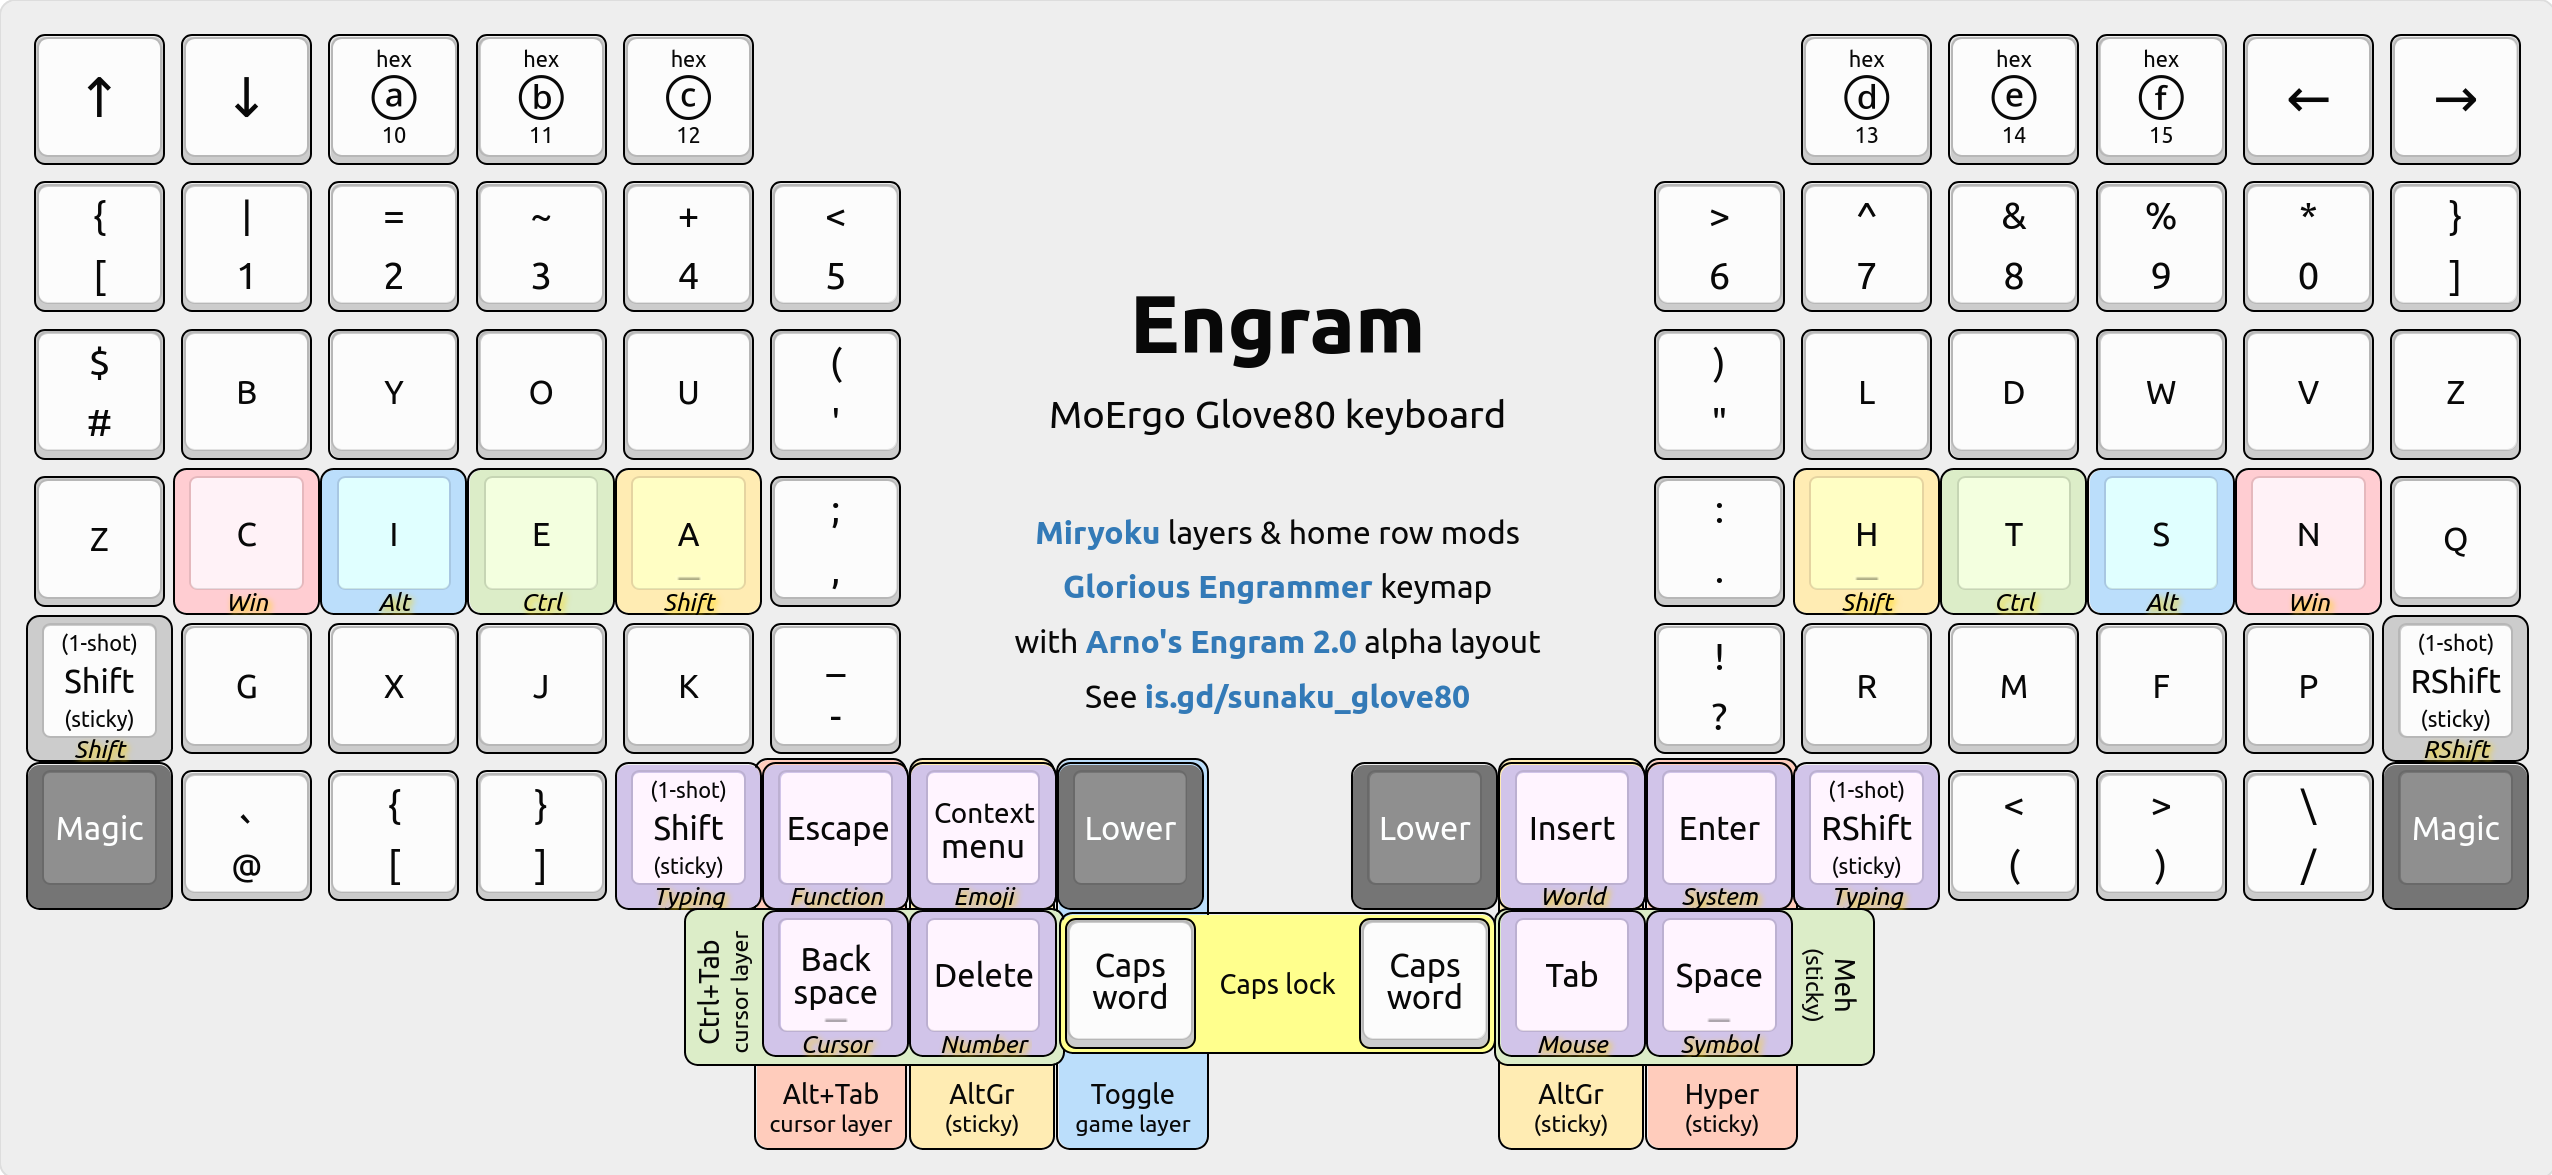 ↑ ↓ hex ⓐ 10 hex ⓑ 11 hex ⓒ 12 hex ⓓ 13 hex ⓔ 14 hex ⓕ 15 ← →
{ | = ~ + < > ^ & % * }
[ 1 2 3 4 5 6 7 8 9 0 ]
Engram
MoErgo Glove80 keyboard
$ ( )
# B Y O U ' " L D W V Z
; :
Z C I E A , . H T S N Q
Win Alt Ctrl Shift Shift Ctrl Alt Win
Miryoku layers & home row mods
Glorious Engrammer keymap
with Arno's Engram 2.0 alpha layout
See is.gd/sunaku_glove80
(1-shot) _ ! (1-shot)
Shift G X J K - ? R M F P RShift
(sticky) (sticky)
Shift RShift
` { } (1-shot) (1-shot) < > \
Magic @ [ ] Shift Escape Context menu Lower Lower Insert Enter RShift ( ) / Magic
(sticky) (sticky)
Typing Function Emoji World System Typing
Ctrl+Tab
cursor layer
Back
space
Delete
Caps
word
Caps lock
Caps
word
Tab
Space
Meh
(sticky)
Cursor Number Mouse Symbol
Alt+Tab AltGr Toggle AltGr Hyper
cursor layer (sticky) game layer (sticky) (sticky)